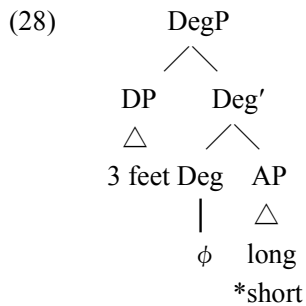 (28) DegP
DP Deg′
3 feet Deg AP
ϕ long
*short